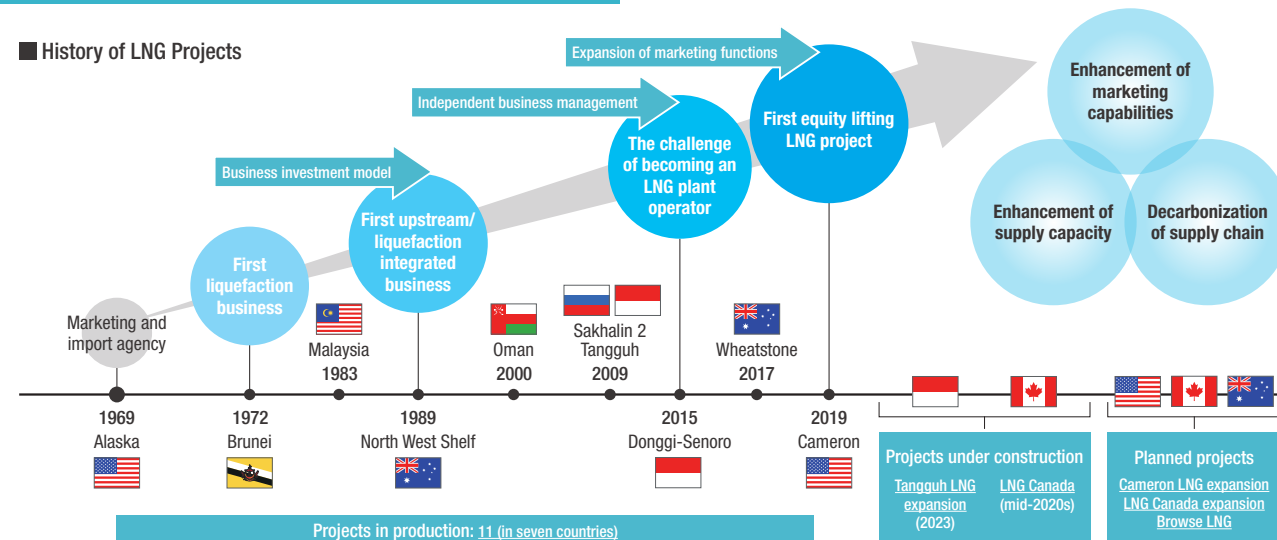 History of LNG Projects
Expansion of marketing functions
Independent business management
Business investment model
Marketing and
import agency
First
liquefaction
business
First upstream/
liquefaction
integrated
business
The challenge
of becoming an
LNG plant
operator
First equity lifting
LNG project
Enhancement of
marketing
capabilities
Enhancement of
supply capacity
Decarbonization
of supply chain
Malaysia
1983
Oman
2000
Sakhalin 2
Tangguh
2009
Wheatstone
2017
1969
Alaska
1972
Brunei
1989
North West Shelf
2015
Donggi-Senoro
2019
Cameron
Projects under construction
Tangguh LNG
expansion
(2023)
LNG Canada
(mid-2020s)
Planned projects
Cameron LNG expansion
LNG Canada expansion
Browse LNG
Projects in production: 11 (in seven countries)